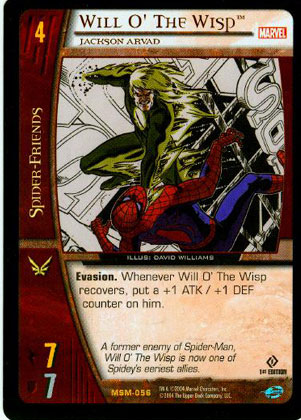 4
WILL O' THE WISP™
JACKSON ARVAD
MARVEL
SPIDER-FRIENDS
ILLUS: DAVID WILLIAMS
Evasion. Whenever Will O' The Wisp
recovers, put a +1 ATK / +1 DEF
counter on him.
A former enemy of Spider-Man,
Will O' The Wisp is now one of
Spidey's eeriest allies.
1ST EDITION
7
7
MSM-056